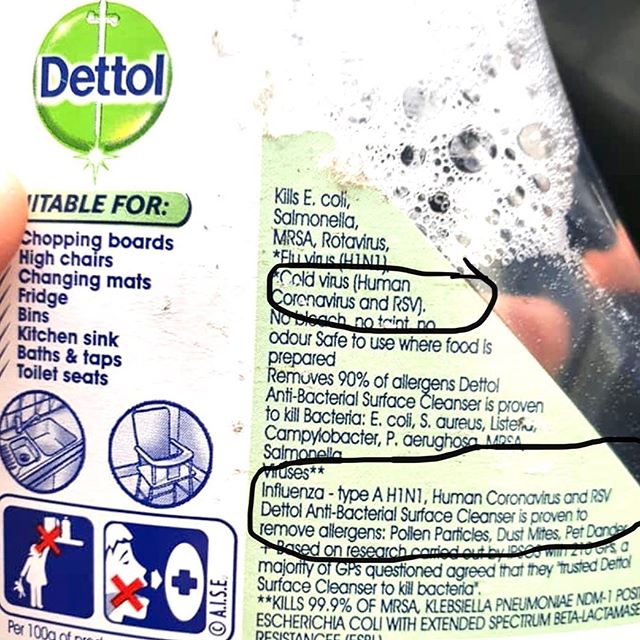 Dettol
ITABLE FOR:
Chopping boards
High chairs
Changing mats
Fridge
Bins
Kitchen sink
Baths & taps
Toilet seats
Kills E. coli,
Salmonella,
MRSA, Rotavirus,
*Flu virus (H1N1)
*Cold virus (Human
Coronavirus and RSV).
No bleach, no taint, no
odour Safe to use where food is
prepared
Removes 90% of allergens Dettol
Anti-Bacterial Surface Cleanser is proven
to kill Bacteria: E. coli, S. aureus,
Campylobacter, P. aerughosa, MRSA
Salmonella
Viruses**
Influenza - type A H1N1, Human Coronavirus and RSV
Dettol Anti-Bacterial Surface Cleanser is proven to
remove allergens: Pollen Particles, Dust Mites, Pet Dander
+ Based on research carried out by IPSOS with 216 GPs, a
majority of GPs questioned agreed that they "trusted Dettol
Surface Cleanser to kill bacteria".
**KILLS 99.9% OF MRSA, KLEBSIELLA PNEUMONIAE NDM-1 POSIT
ESCHERICHIA COLI WITH EXTENDED SPECTRUM BETA-LACTAMASE
RESISTANCEE (ESBL)
© A.I.S.E.
Per 100g of prod